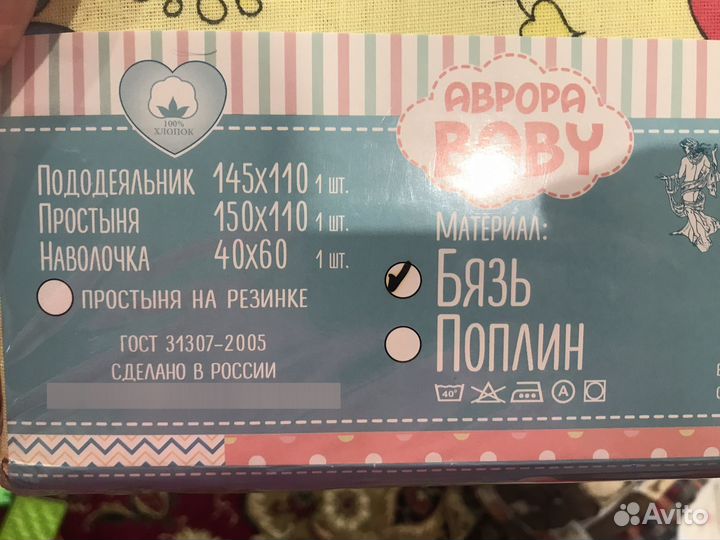 100%
ХЛОПОК
АВРОРА
BABY
ПОДОДЕЯЛЬНИК 145х110 1 шт.
ПРОСТЫНЯ 150х110 1 шт.
НАВОЛОЧКА 40х60 1 шт.
ПРОСТЫНЯ НА РЕЗИНКЕ
ГОСТ 31307-2005
СДЕЛАНО В РОССИИ
МАТЕРИАЛ:
БЯЗЬ
ПОПЛИН
40°
A
Avito